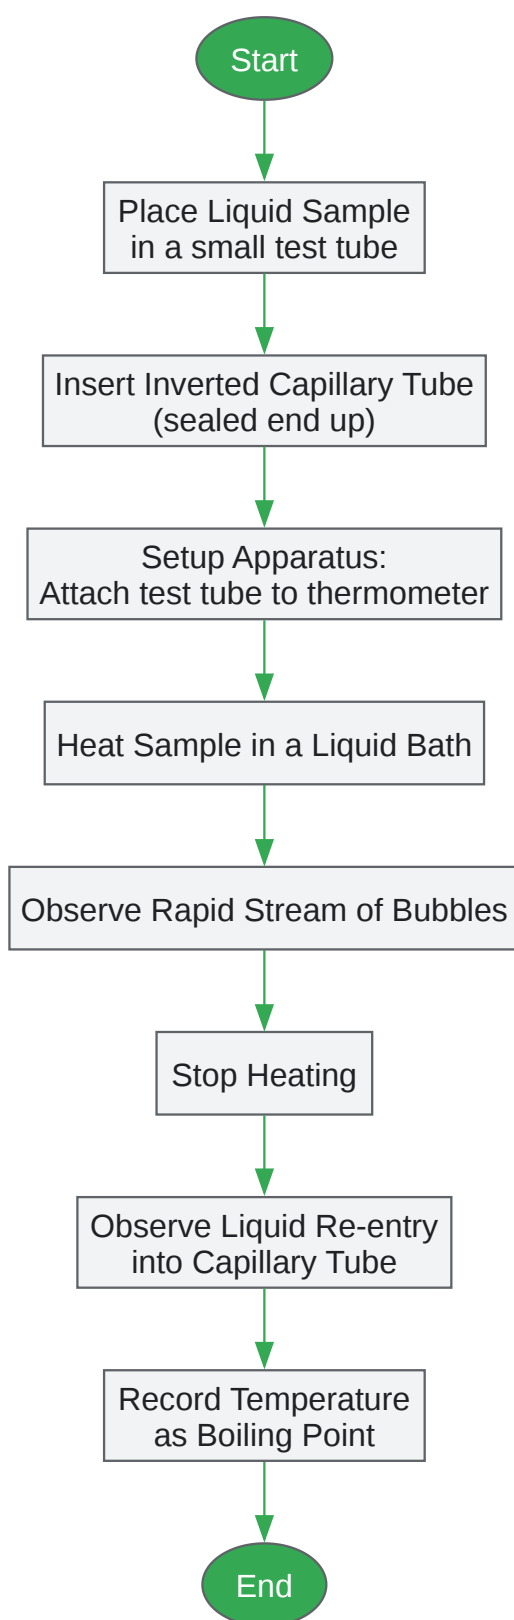 Start
Place Liquid Sample
in a small test tube
Insert Inverted Capillary Tube
(sealed end up)
Setup Apparatus:
Attach test tube to thermometer
Heat Sample in a Liquid Bath
Observe Rapid Stream of Bubbles
Stop Heating
Observe Liquid Re-entry
into Capillary Tube
Record Temperature
as Boiling Point
End